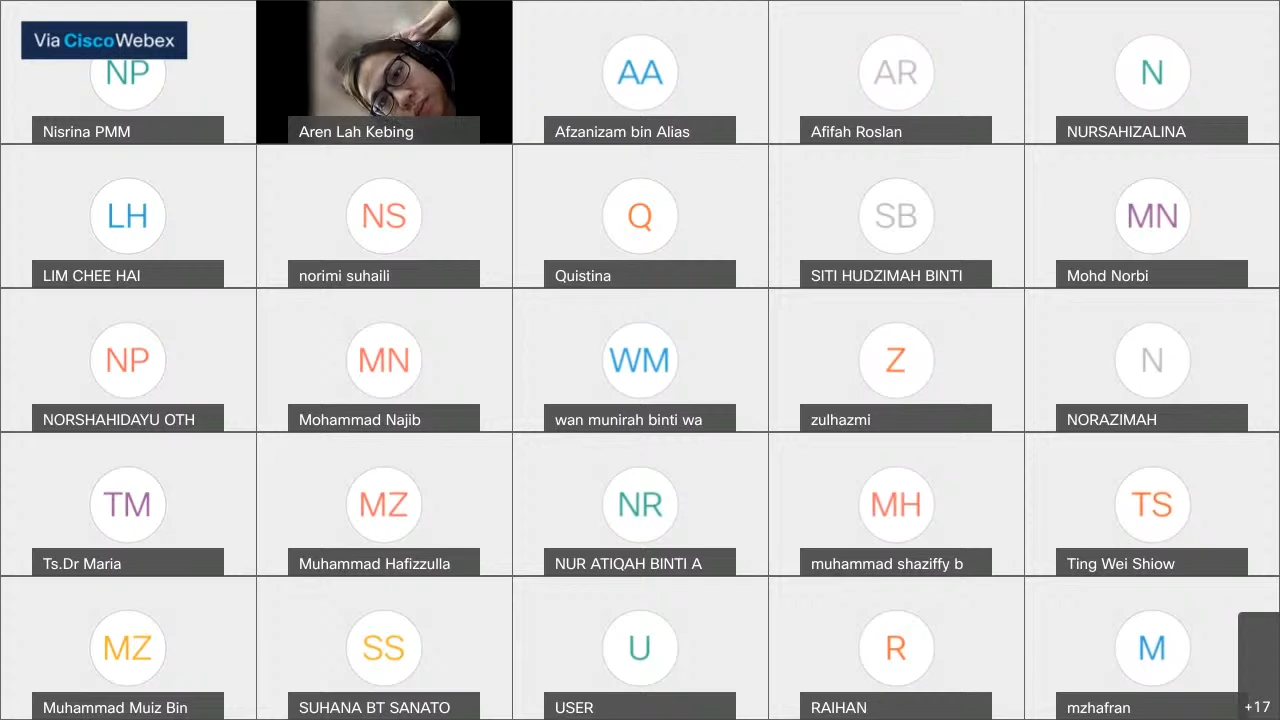 Via CiscoWebex
NP
Nisrina PMM
Aren Lah Kebing
AA
Afzanizam bin Alias
AR
Afifah Roslan
N
NURSAHIZALINA
LH
LIM CHEE HAI
NS
norimi suhaili
Q
Quistina
SB
SITI HUDZIMAH BINTI
MN
Mohd Norbi
NP
NORSHAHIDAYU OTH
MN
Mohammad Najib
WM
wan munirah binti wa
Z
zulhazmi
N
NORAZIMAH
TM
Ts.Dr Maria
MZ
Muhammad Hafizzulla
NR
NUR ATIQAH BINTI A
MH
muhammad shaziffy b
TS
Ting Wei Shiow
MZ
Muhammad Muiz Bin
SS
SUHANA BT SANATO
U
USER
R
RAIHAN
M
mzhafran
+17